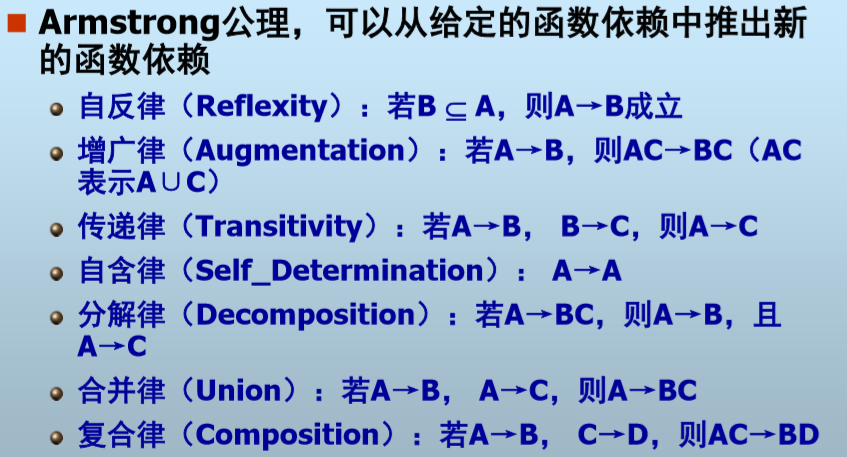 Armstrong公理，可以从给定的函数依赖中推出新
的函数依赖
自反律（Reflexity）：若B ⊆ A，则A→B成立
增广律（Augmentation）：若A→B，则AC→BC（AC
表示A∪C）
传递律（Transitivity）：若A→B， B→C，则A→C
自含律（Self_Determination）： A→A
分解律（Decomposition）：若A→BC，则A→B，且
A→C
合并律（Union）：若A→B， A→C，则A→BC
复合律（Composition）：若A→B， C→D，则AC→BD